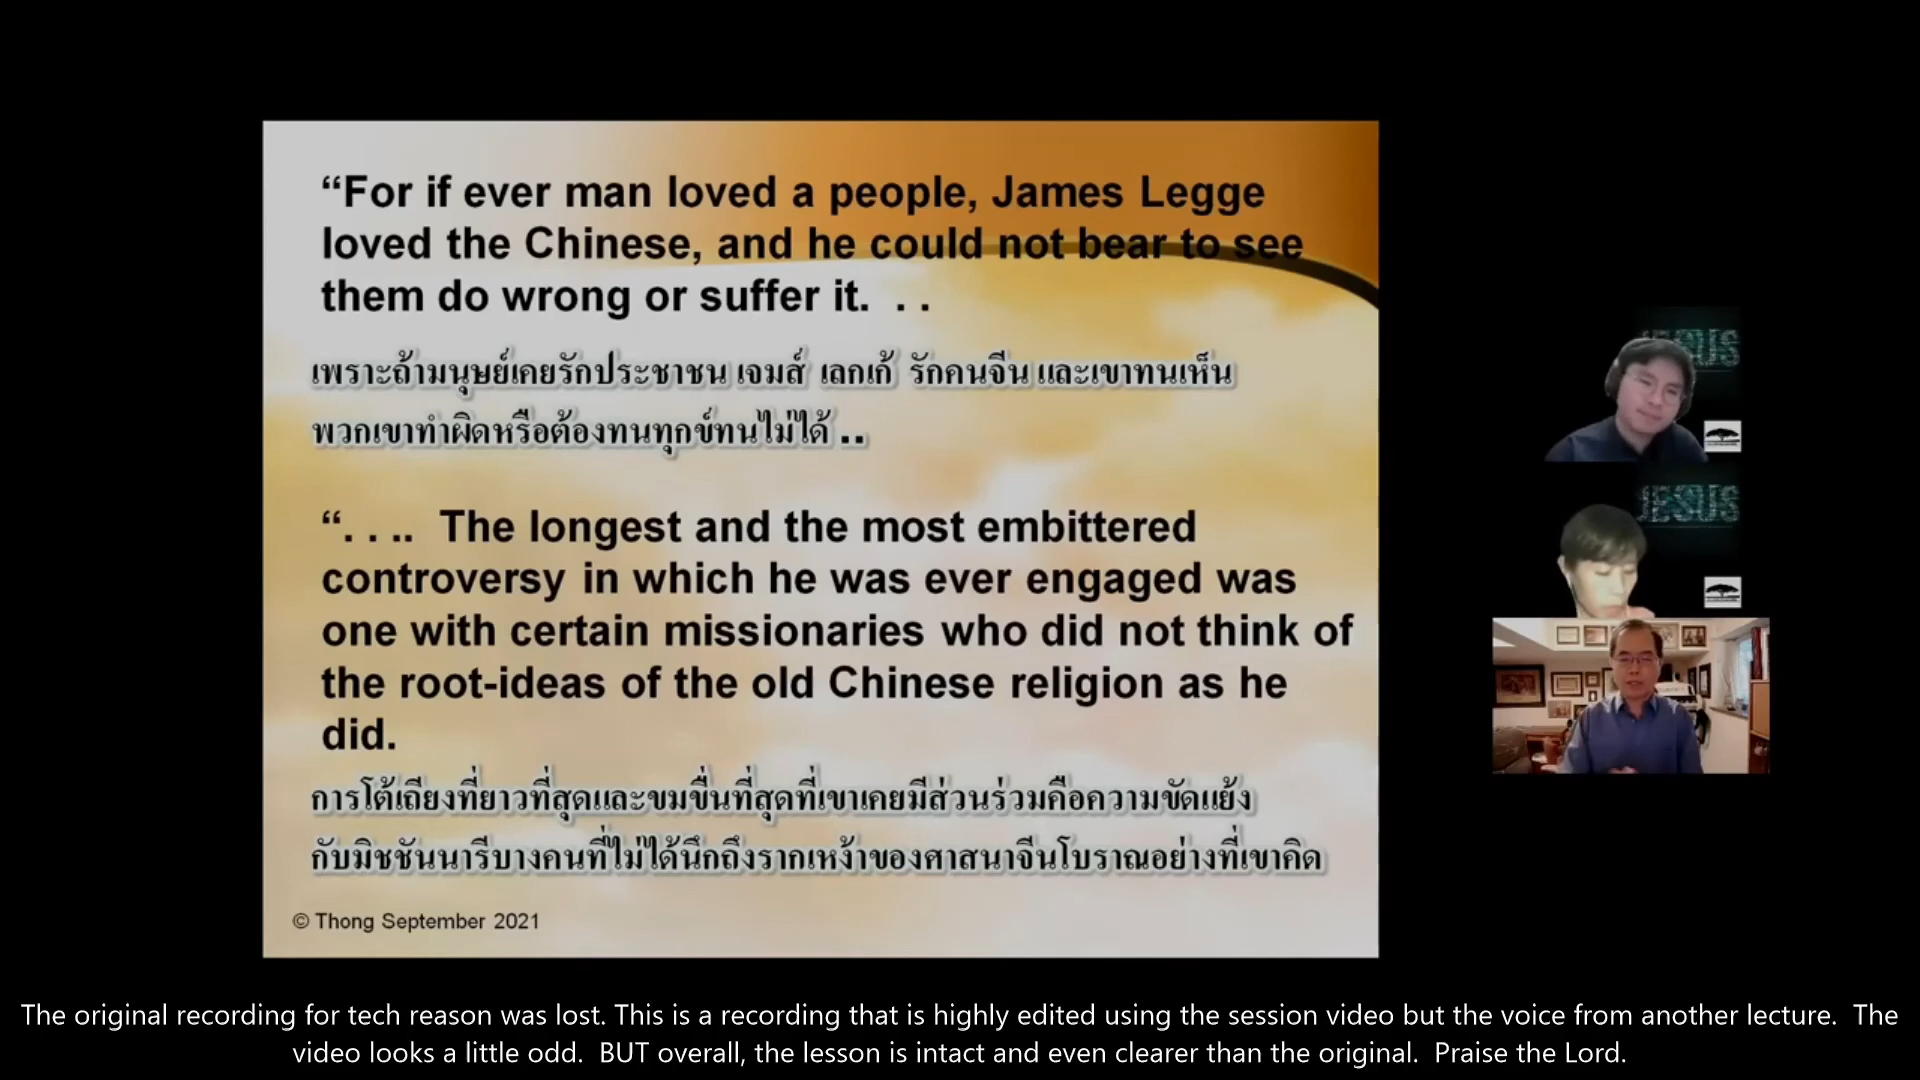 “For if ever man loved a people, James Legge
loved the Chinese, and he could not bear to see
them do wrong or suffer it.  . .
เพราะถ้ามนุษย์เคยรักประชาชน เจมส์ เลกเก้ รักคนจีน และเขาทนเห็น
พวกเขาทำผิดหรือต้องทนทุกข์ทนไม่ได้ ..
“. . ..  The longest and the most embittered
controversy in which he was ever engaged was
one with certain missionaries who did not think of
the root-ideas of the old Chinese religion as he
did.
การโต้เถียงที่ยาวที่สุดและขมขื่นที่สุดที่เขาเคยมีส่วนร่วมคือความขัดแย้ง
กับมิชชันนารีบางคนที่ไม่ได้นึกถึงรากเหง้าของศาสนาจีนโบราณอย่างที่เขาคิด
© Thong September 2021
JESUS
JESUS
The original recording for tech reason was lost. This is a recording that is highly edited using the session video but the voice from another lecture.  The
video looks a little odd.  BUT overall, the lesson is intact and even clearer than the original.  Praise the Lord.